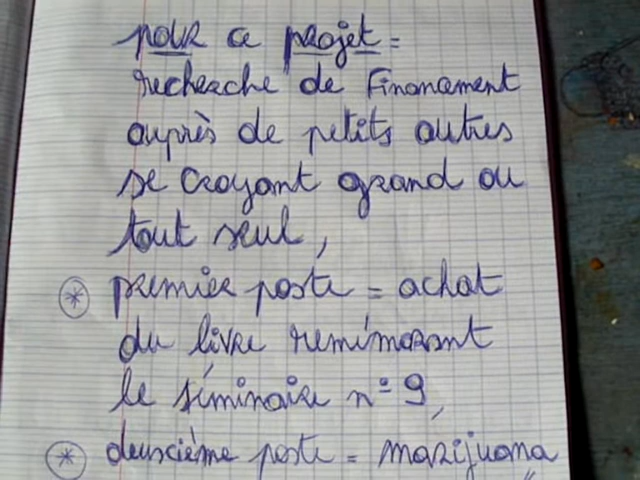 pour ce projet =
recherche de financement
auprès de petits autres
se croyant grand ou
tout seul,
* premier poste = achat
du livre remémorant
le séminaire n° 9,
* deuxième poste = marijuana